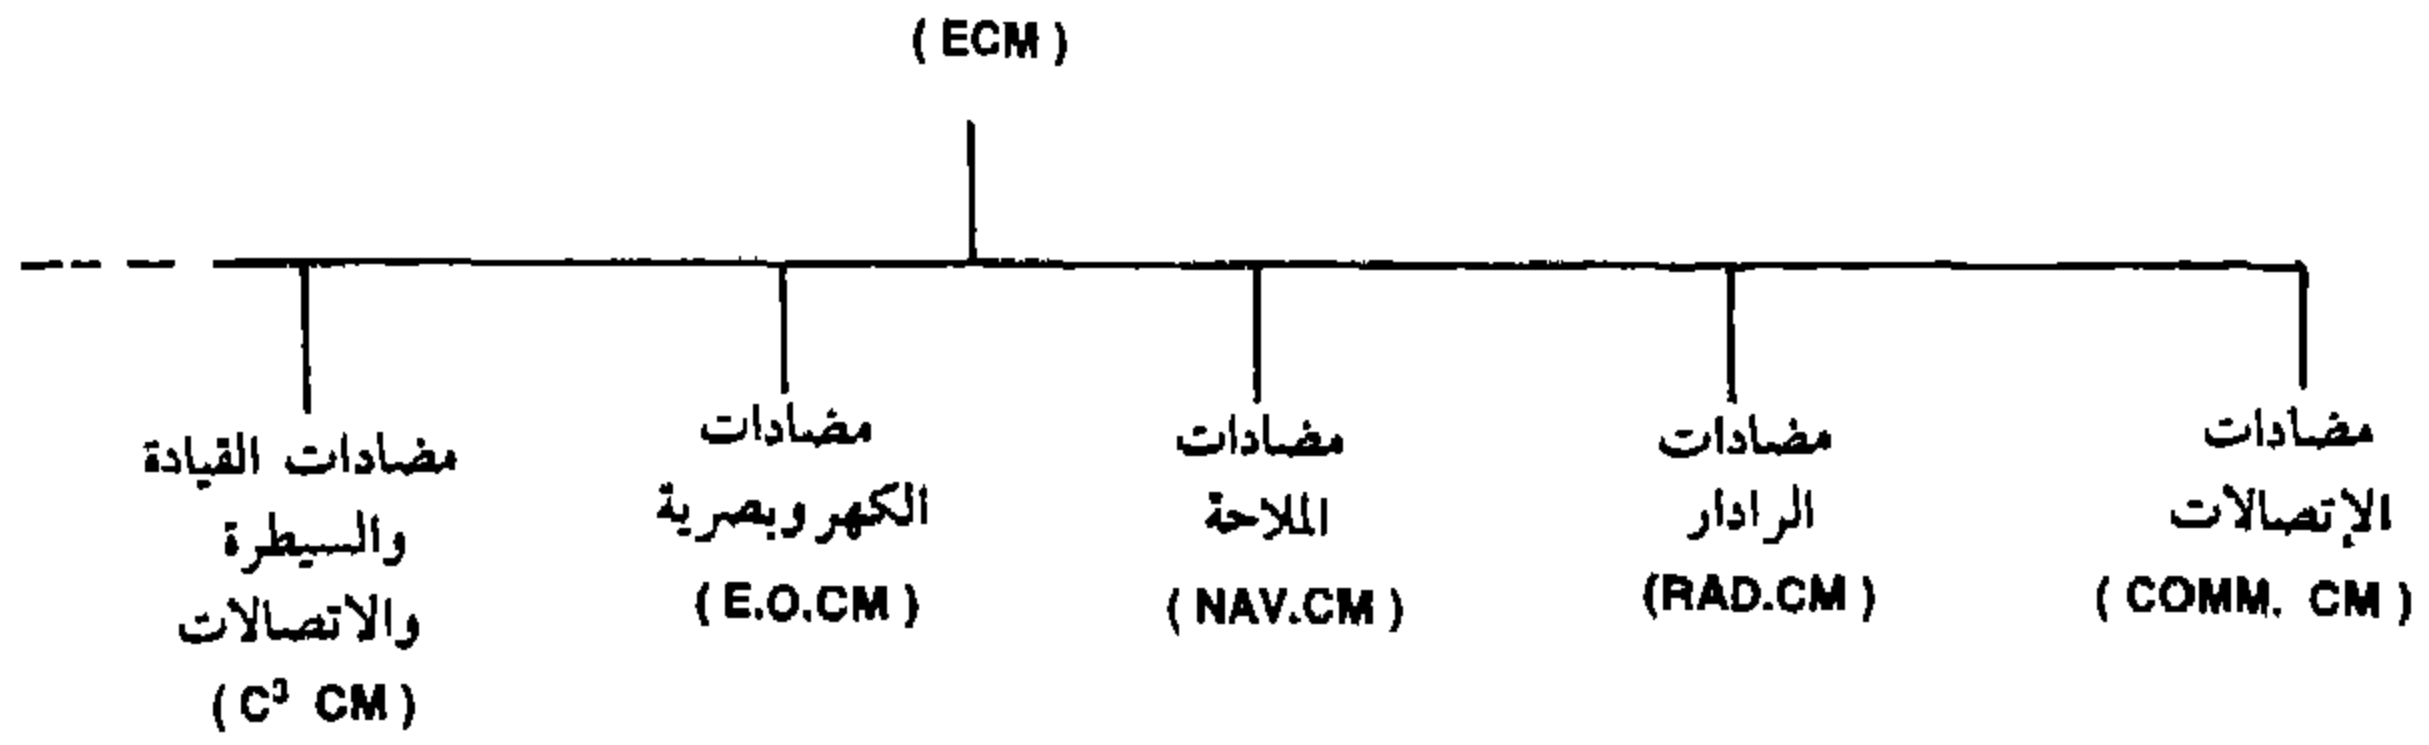 ( ECM )
مضادات
الإتصالات
( COMM. CM )
مضادات
الرادار
(RAD.CM )
مضادات
الملاحة
( NAV.CM )
مضادات
الكهروبصرية
( E.O.CM )
مضادات القيادة
والسيطرة
والاتصالات
( C³ CM )